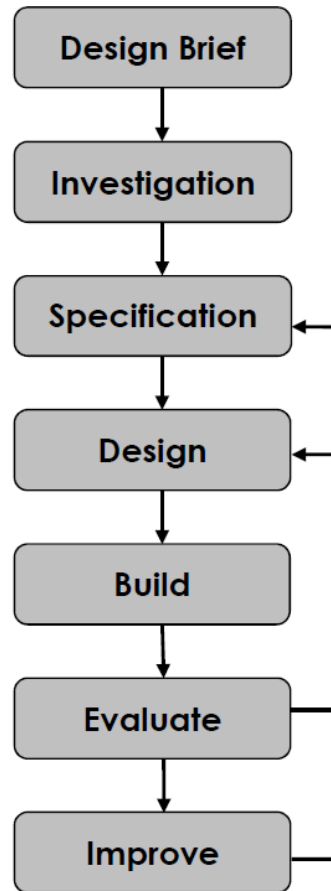 Design Brief
Investigation
Specification
Design
Build
Evaluate
Improve